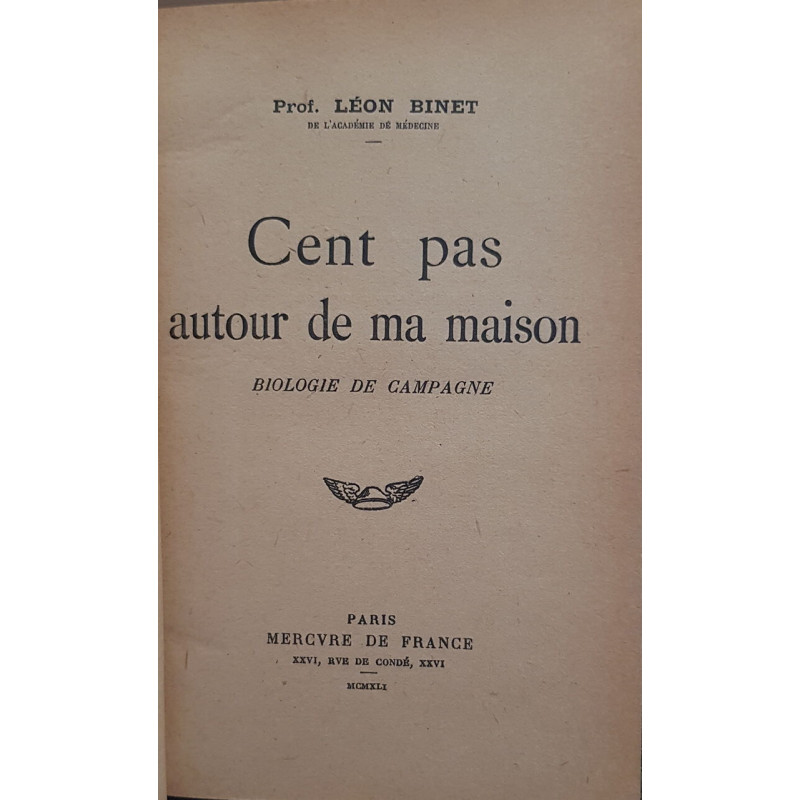 Prof. LÉON BINET
DE L'ACADÉMIE DE MÉDECINE
Cent pas
autour de ma maison
BIOLOGIE DE CAMPAGNE
PARIS
MERCVRE DE FRANCE
XXVI, RVE DE CONDÉ, XXVI
MCMXLI